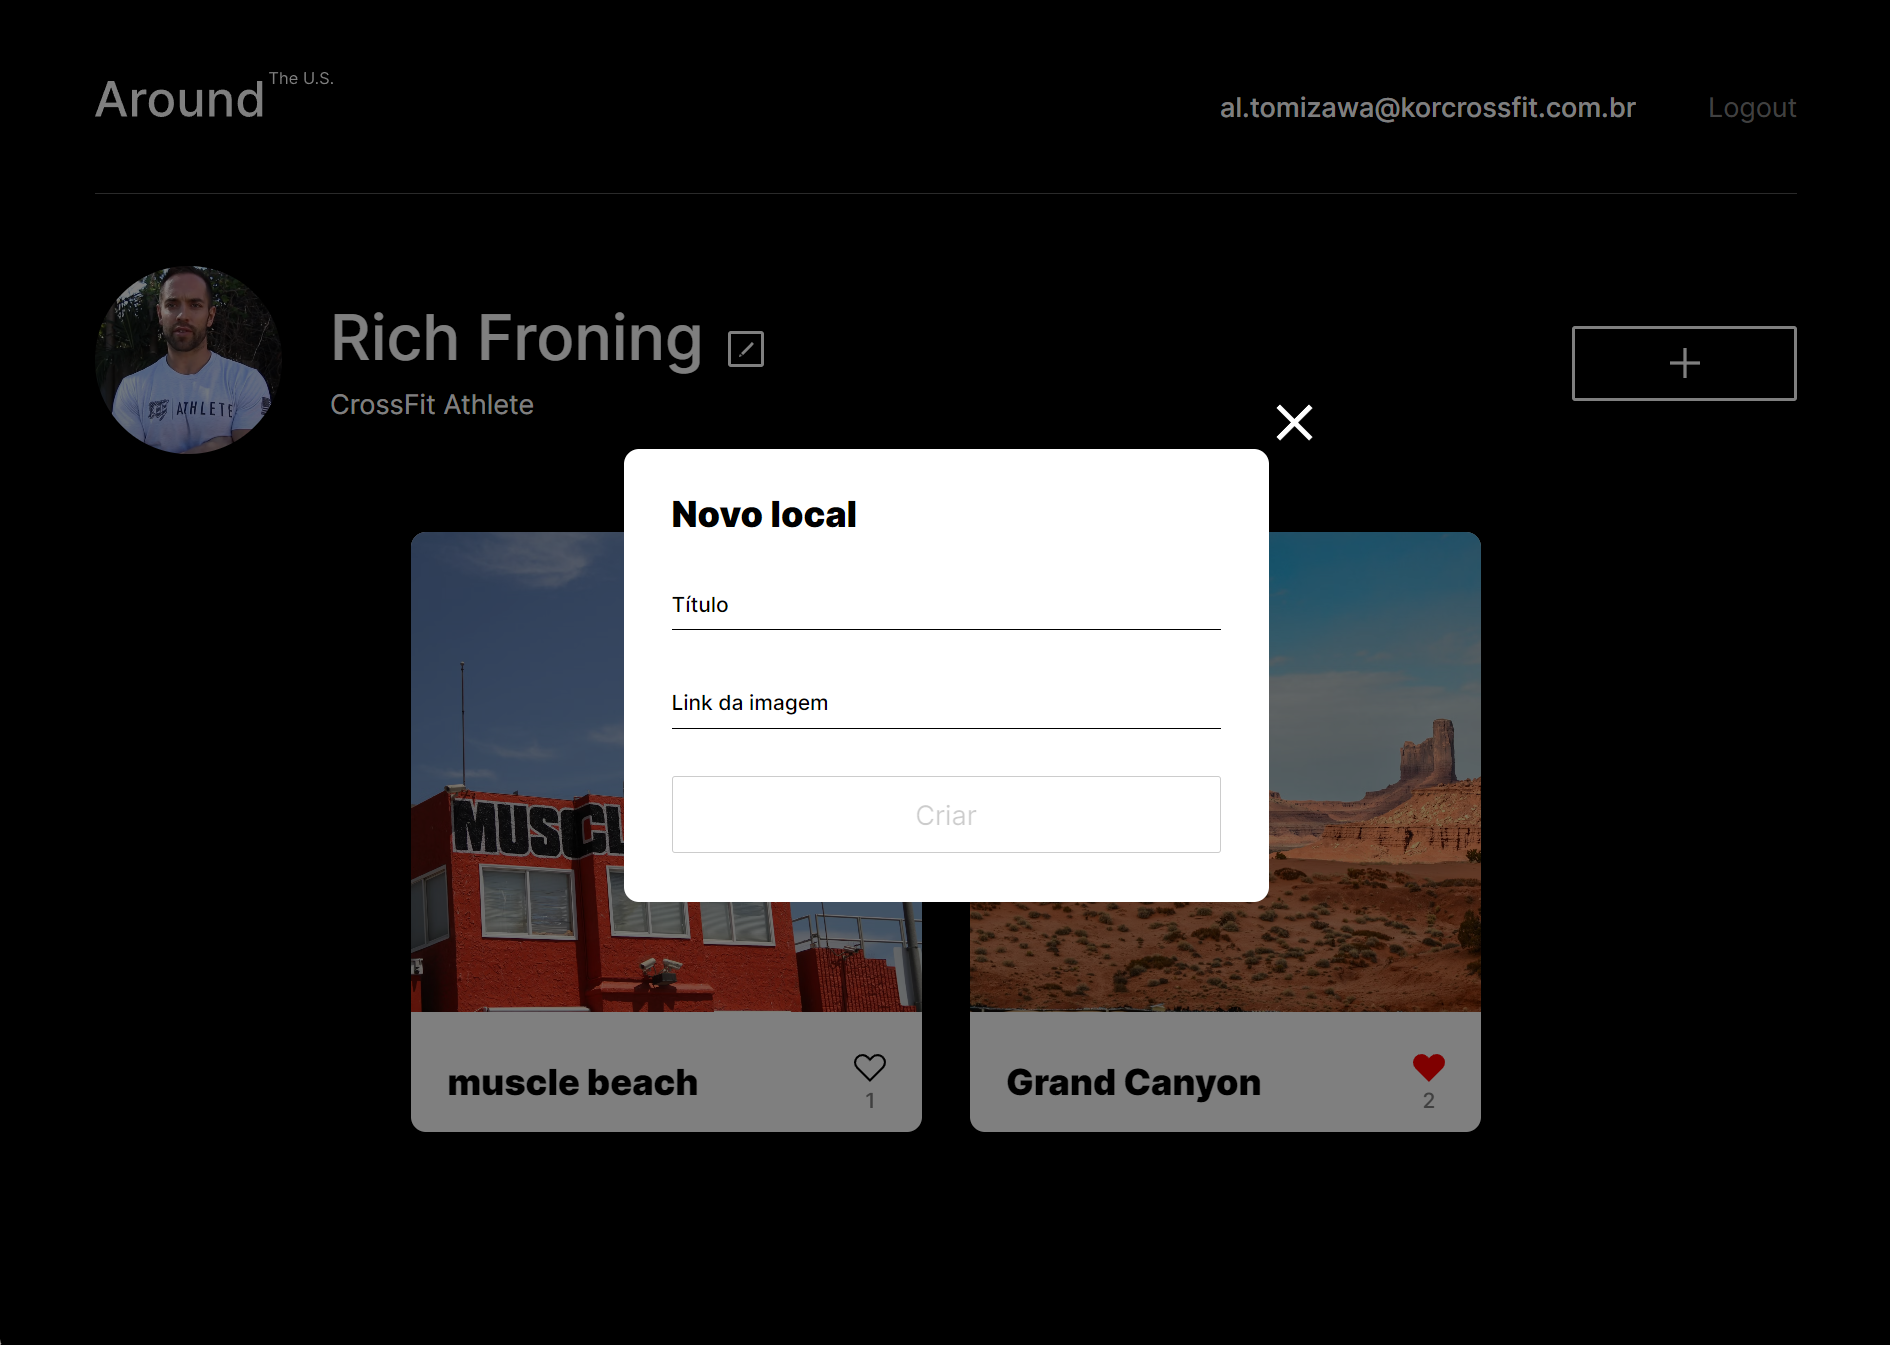 Around The U.S.
al.tomizawa@korcrossfit.com.br Logout
Rich Froning
CrossFit Athlete
ATHLETE
Novo local
Título
Link da imagem
Criar
MUSCL
muscle beach
1
Grand Canyon
2